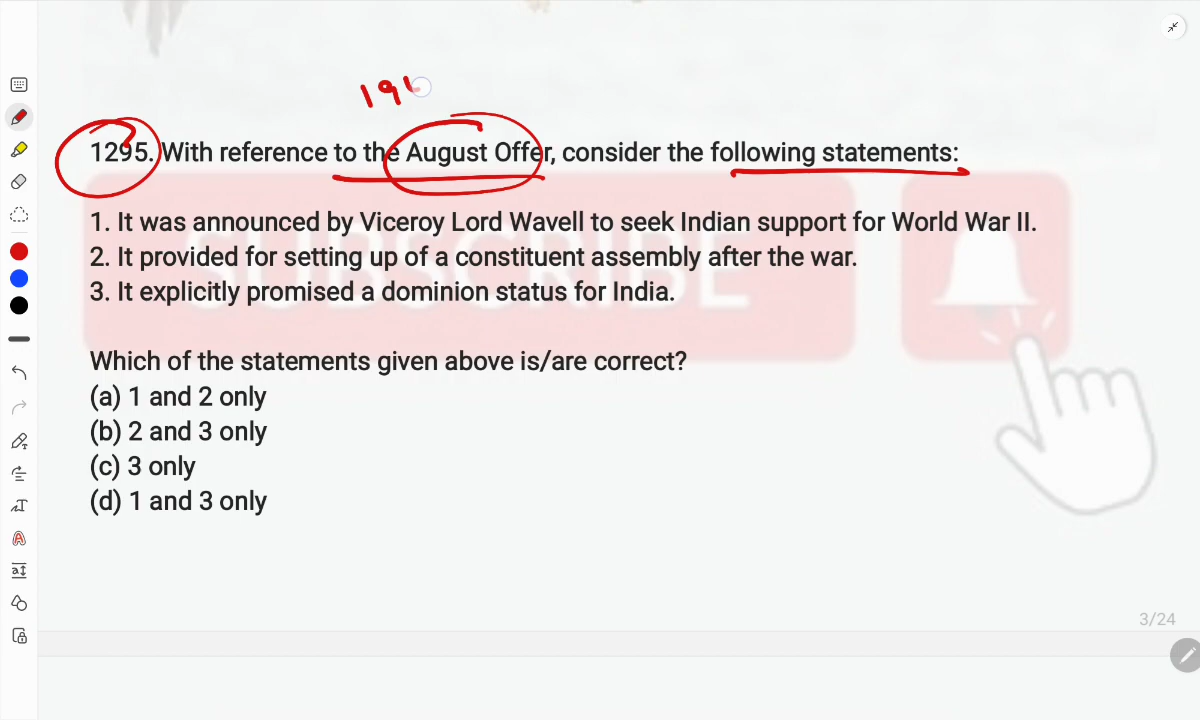 19
1295. With reference to the August Offer, consider the following statements:
1. It was announced by Viceroy Lord Wavell to seek Indian support for World War II.
2. It provided for setting up of a constituent assembly after the war.
3. It explicitly promised a dominion status for India.
SUBSCRIBE
Which of the statements given above is/are correct?
(a) 1 and 2 only
(b) 2 and 3 only
(c) 3 only
(d) 1 and 3 only
3/24